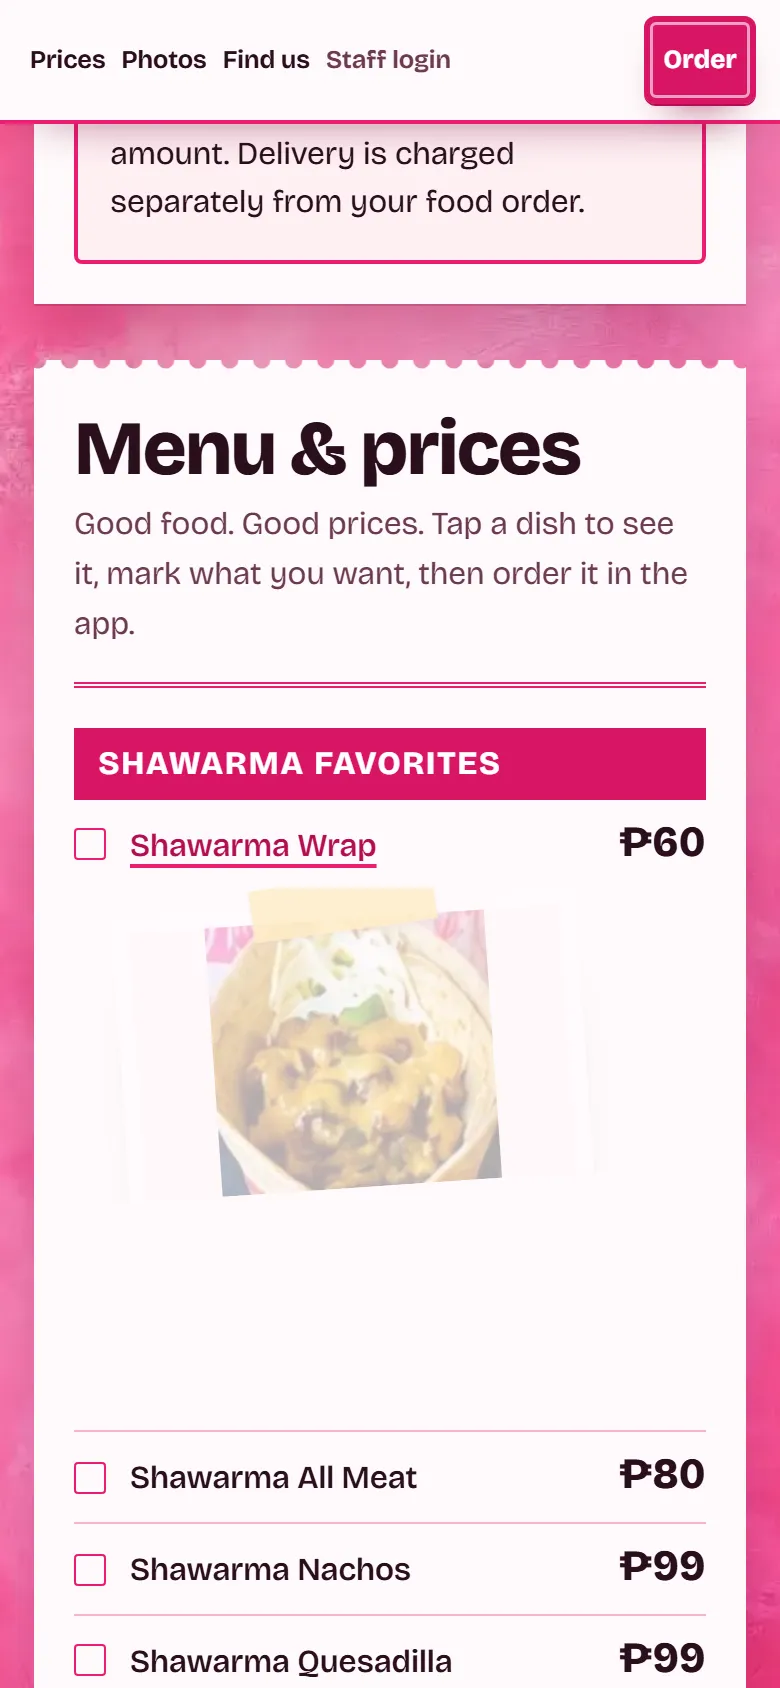 Prices Photos Find us Staff login Order
amount. Delivery is charged
separately from your food order.
Menu & prices
Good food. Good prices. Tap a dish to see
it, mark what you want, then order it in the
app.
SHAWARMA FAVORITES
Shawarma Wrap ₱60
Shawarma All Meat ₱80
Shawarma Nachos ₱99
Shawarma Quesadilla ₱99